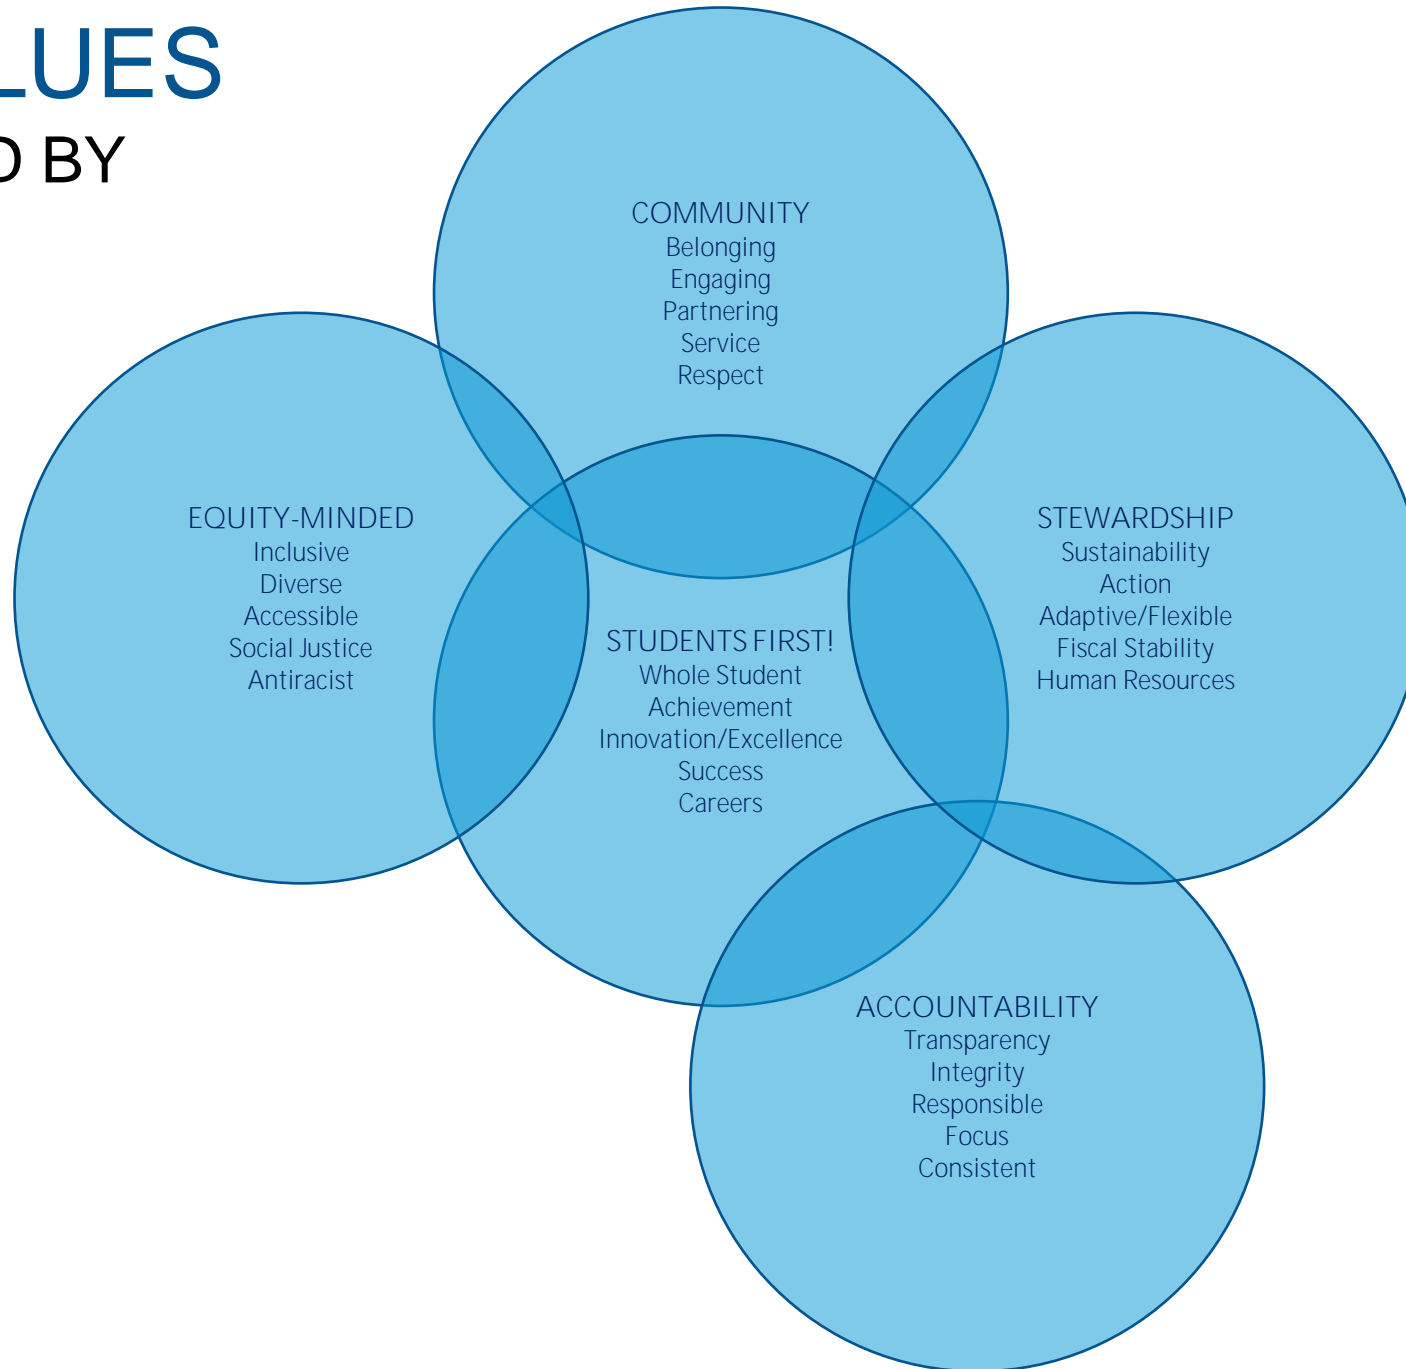 LUES
D BY
COMMUNITY
Belonging
Engaging
Partnering
Service
Respect
EQUITY-MINDED
Inclusive
Diverse
Accessible
Social Justice
Antiracist
STEWARDSHIP
Sustainability
Action
Adaptive/Flexible
Fiscal Stability
Human Resources
STUDENTS FIRST!
Whole Student
Achievement
Innovation/Excellence
Success
Careers
ACCOUNTABILITY
Transparency
Integrity
Responsible
Focus
Consistent